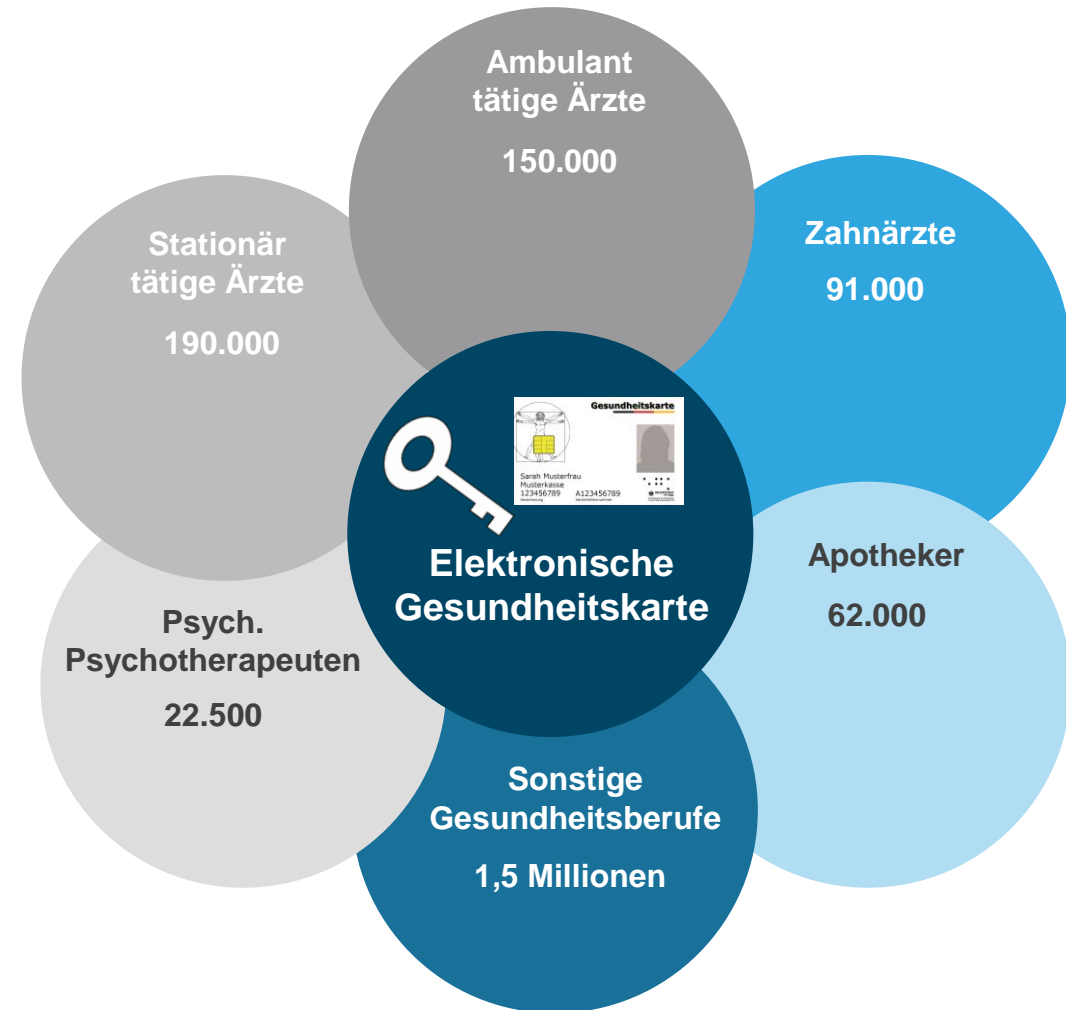 Ambulant
tätige Ärzte
150.000
Zahnärzte
91.000
Stationär
tätige Ärzte
190.000
Gesundheitskarte
Sarah Musterfrau
Musterkasse
123456789 A123456789
Elektronische
Gesundheitskarte
Apotheker
62.000
Psych.
Psychotherapeuten
22.500
Sonstige
Gesundheitsberufe
1,5 Millionen